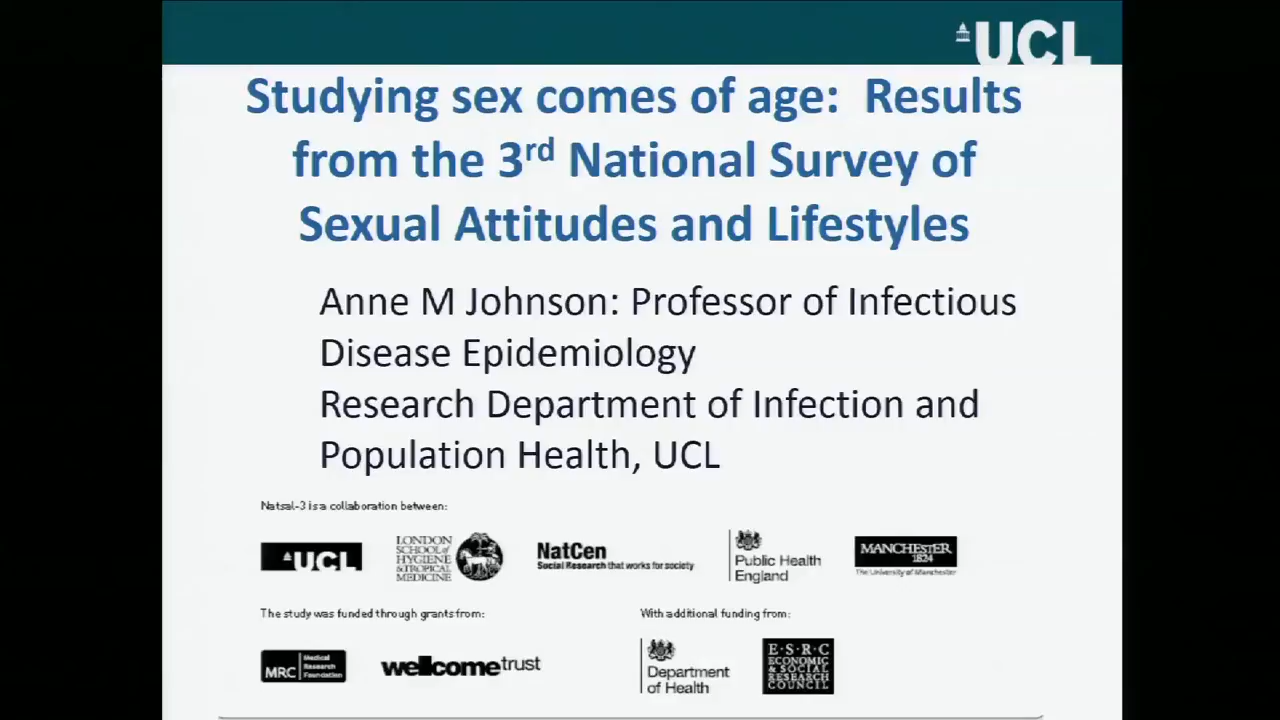 UCL
Studying sex comes of age: Results
from the 3rd National Survey of
Sexual Attitudes and Lifestyles
Anne M Johnson: Professor of Infectious
Disease Epidemiology
Research Department of Infection and
Population Health, UCL
Natsal-3 is a collaboration between:
UCL
LONDON
SCHOOL of
HYGIENE
& TROPICAL
MEDICINE
NatCen
Social Research that works for society
Public Health
England
MANCHESTER
1824
The University of Manchester
The study was funded through grants from:
With additional funding from:
MRC
Medical
Research
Foundation
wellcome trust
Department
of Health
E·S·R·C
ECONOMIC
& SOCIAL
RESEARCH
COUNCIL